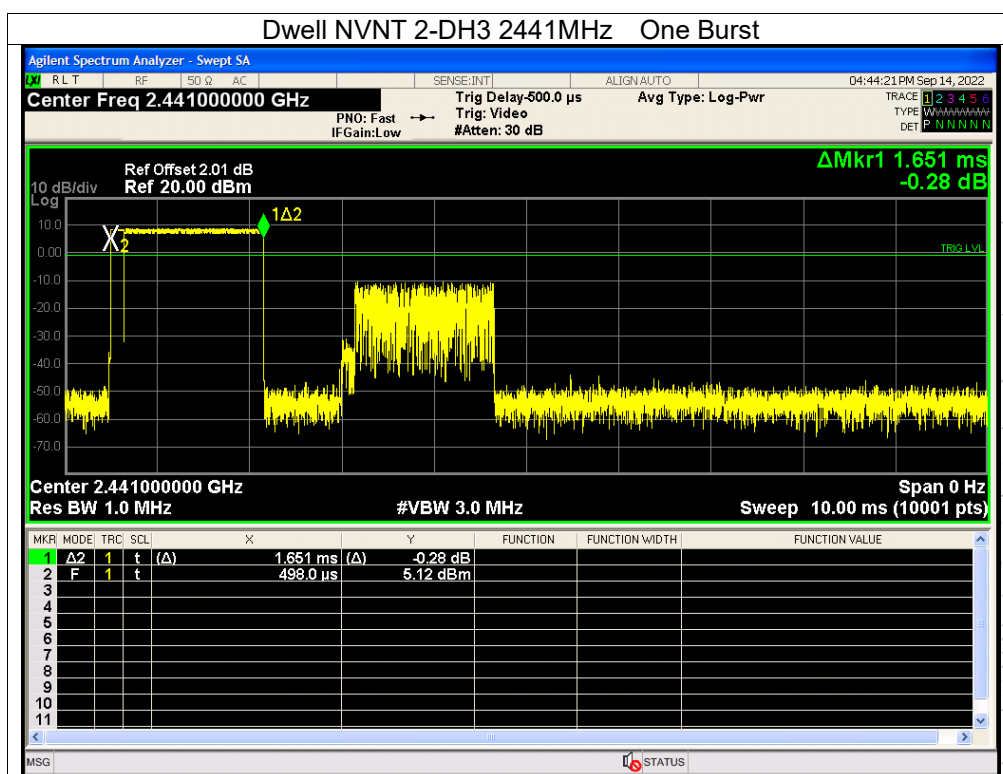 Dwell NVNT 2-DH3 2441MHz One Burst
Agilent Spectrum Analyzer - Swept SA
LXI R L T RF 50 Ω AC SENSE:INT ALIGN AUTO 04:44:21 PM Sep 14, 2022
Center Freq 2.441000000 GHz Trig Delay-500.0 µs Avg Type: Log-Pwr TRACE 1 2 3 4 5 6
PNO: Fast Trig: Video TYPE WWWWWW
IFGain:Low #Atten: 30 dB DET P N N N N N
ΔMkr1 1.651 ms
-0.28 dB
Ref Offset 2.01 dB
10 dB/div Ref 20.00 dBm
Log
1Δ2
10.0
2
0.00
TRIG LVL
-10.0
-20.0
-30.0
-40.0
-50.0
-60.0
-70.0
Center 2.441000000 GHz Span 0 Hz
Res BW 1.0 MHz #VBW 3.0 MHz Sweep 10.00 ms (10001 pts)
MKR MODE TRC SCL X Y FUNCTION FUNCTION WIDTH FUNCTION VALUE
1 Δ2 1 t (Δ) 1.651 ms (Δ) -0.28 dB
2 F 1 t 498.0 µs 5.12 dBm
3
4
5
6
7
8
9
10
11
MSG STATUS